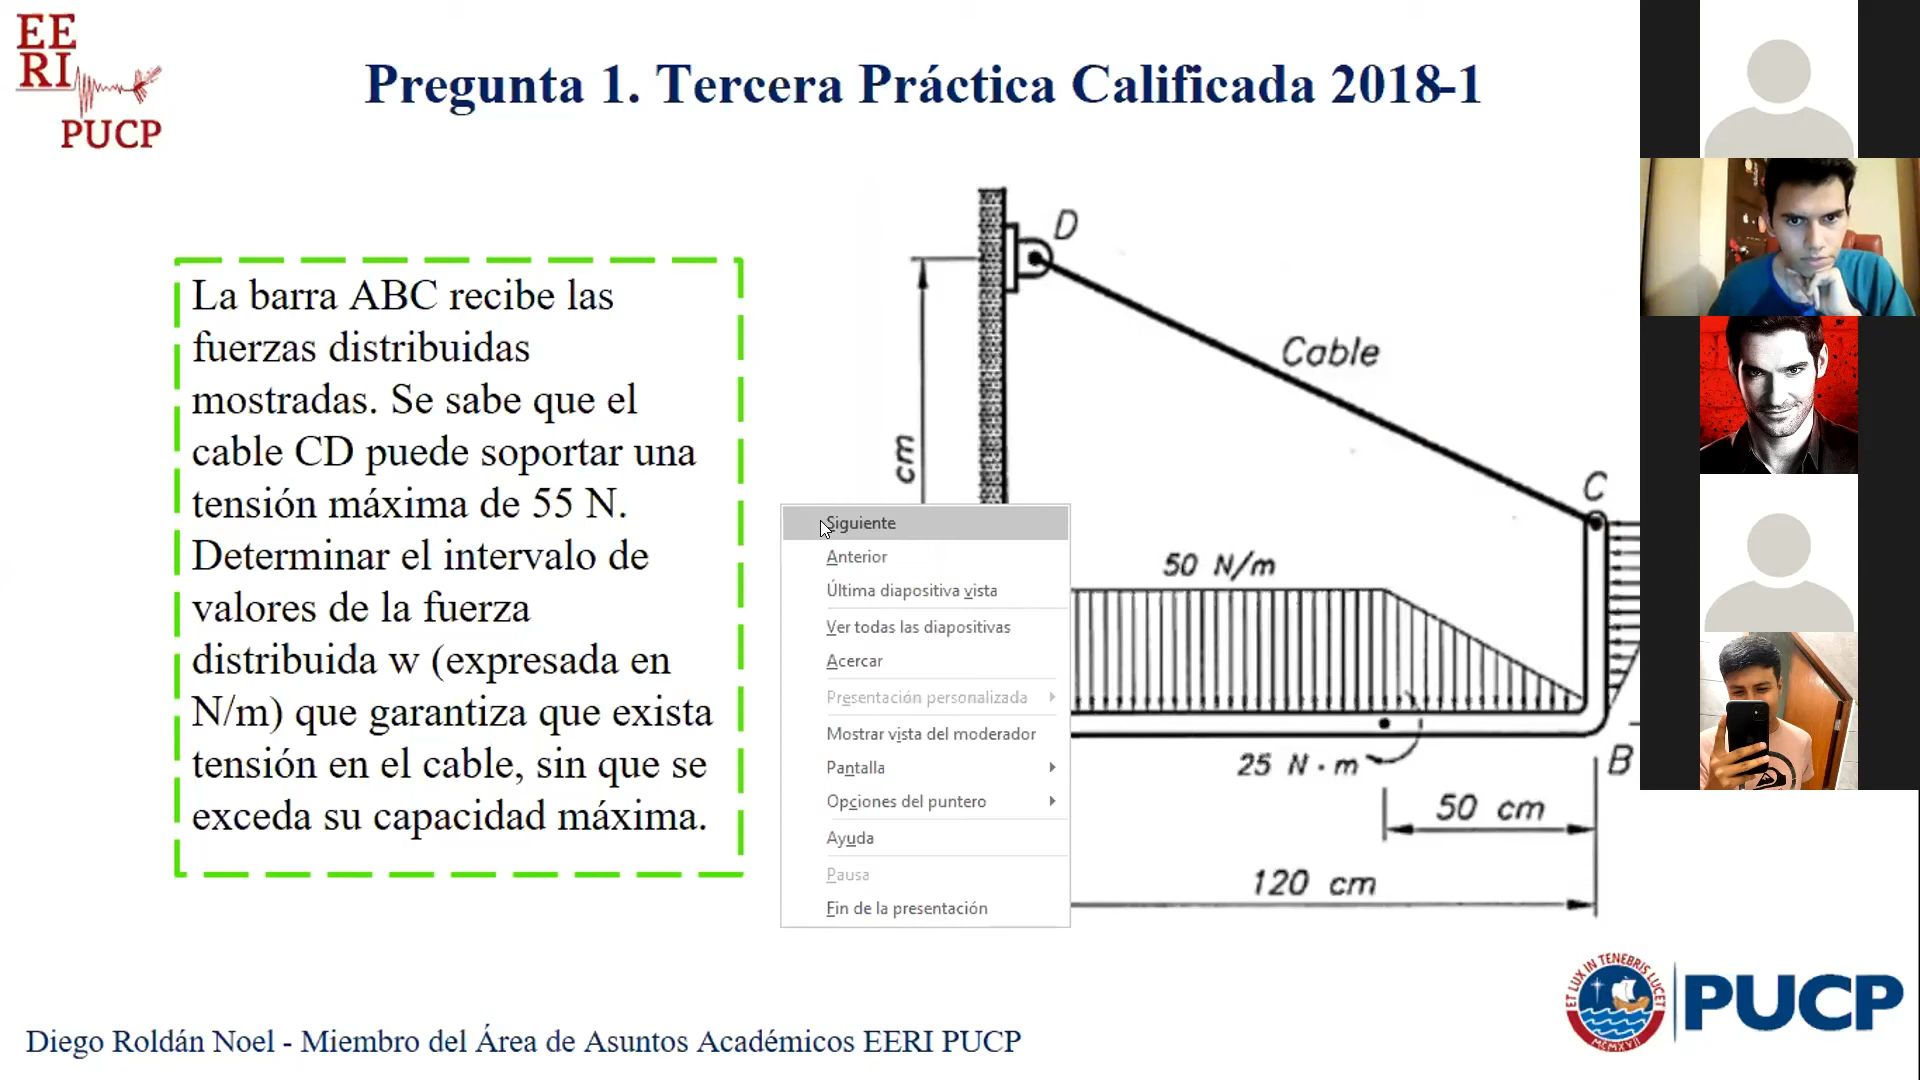 EE
RI
PUCP
Pregunta 1. Tercera Práctica Calificada 2018-1
La barra ABC recibe las
fuerzas distribuidas
mostradas. Se sabe que el
cable CD puede soportar una
tensión máxima de 55 N.
Determinar el intervalo de
valores de la fuerza
distribuida w (expresada en
N/m) que garantiza que exista
tensión en el cable, sin que se
exceda su capacidad máxima.
D
Cable
C
cm
50 N/m
25 N·m
B
50 cm
120 cm
Siguiente
Anterior
Última diapositiva vista
Ver todas las diapositivas
Acercar
Presentación personalizada
Mostrar vista del moderador
Pantalla
Opciones del puntero
Ayuda
Pausa
Fin de la presentación
ET LUX IN TENEBRIS LUCET
MCMXVII
PUCP
Diego Roldán Noel - Miembro del Área de Asuntos Académicos EERI PUCP